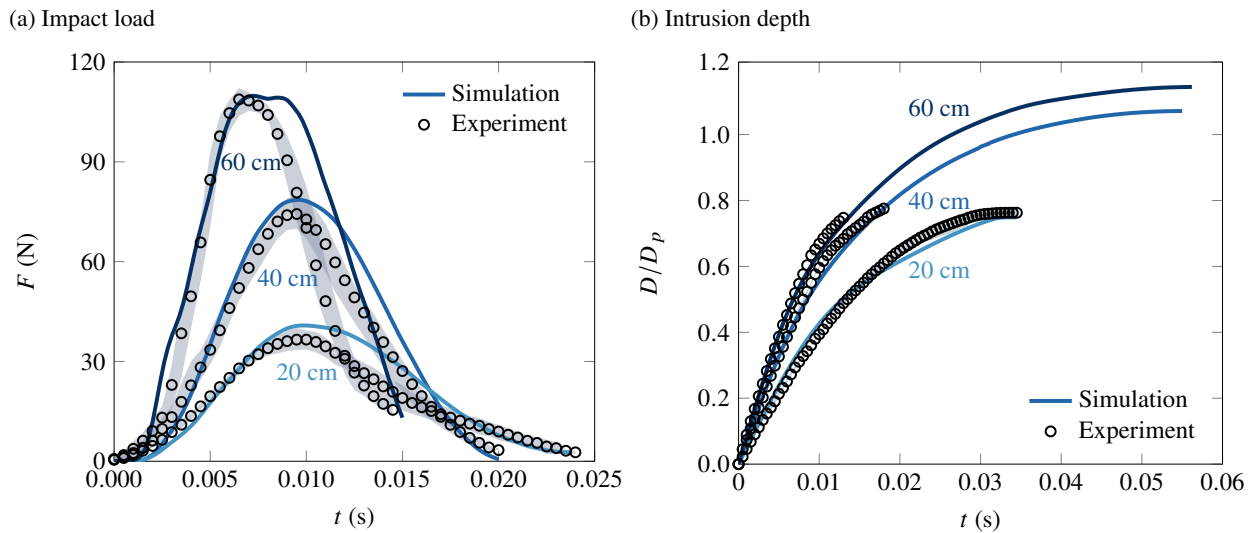 (a) Impact load
120
90
60
30
0
F (N)
Simulation
Experiment
60 cm
40 cm
20 cm
0.000
0.005
0.010
0.015
0.020
0.025
t (s)
(b) Intrusion depth
1.2
1.0
0.8
0.6
0.4
0.2
0.0
D/Dp
60 cm
40 cm
20 cm
Simulation
Experiment
0
0.01
0.02
0.03
0.04
0.05
0.06
t (s)